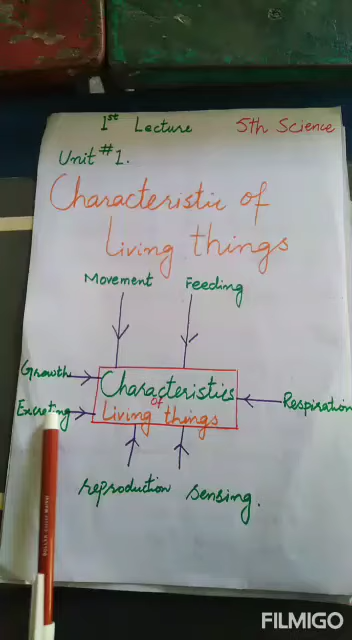 1st Lecture 5th Science
Unit #1.
Characteristic of
Living things
Movement Feeding
Growth
Characteristics
of
Respiration
Excreting
Living things
reproduction sensing.
FILMIGO